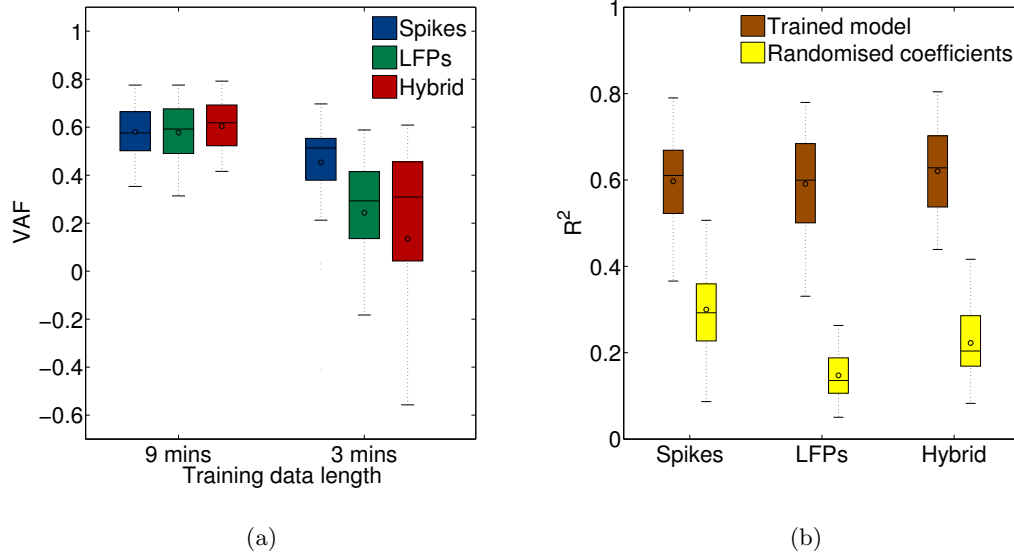 1
0.8
0.6
0.4
0.2
0
−0.2
−0.4
−0.6
VAF
Spikes
LFPs
Hybrid
9 mins
3 mins
Training data length
(a)
1
0.8
0.6
0.4
0.2
0
R²
Trained model
Randomised coefficients
Spikes
LFPs
Hybrid
(b)